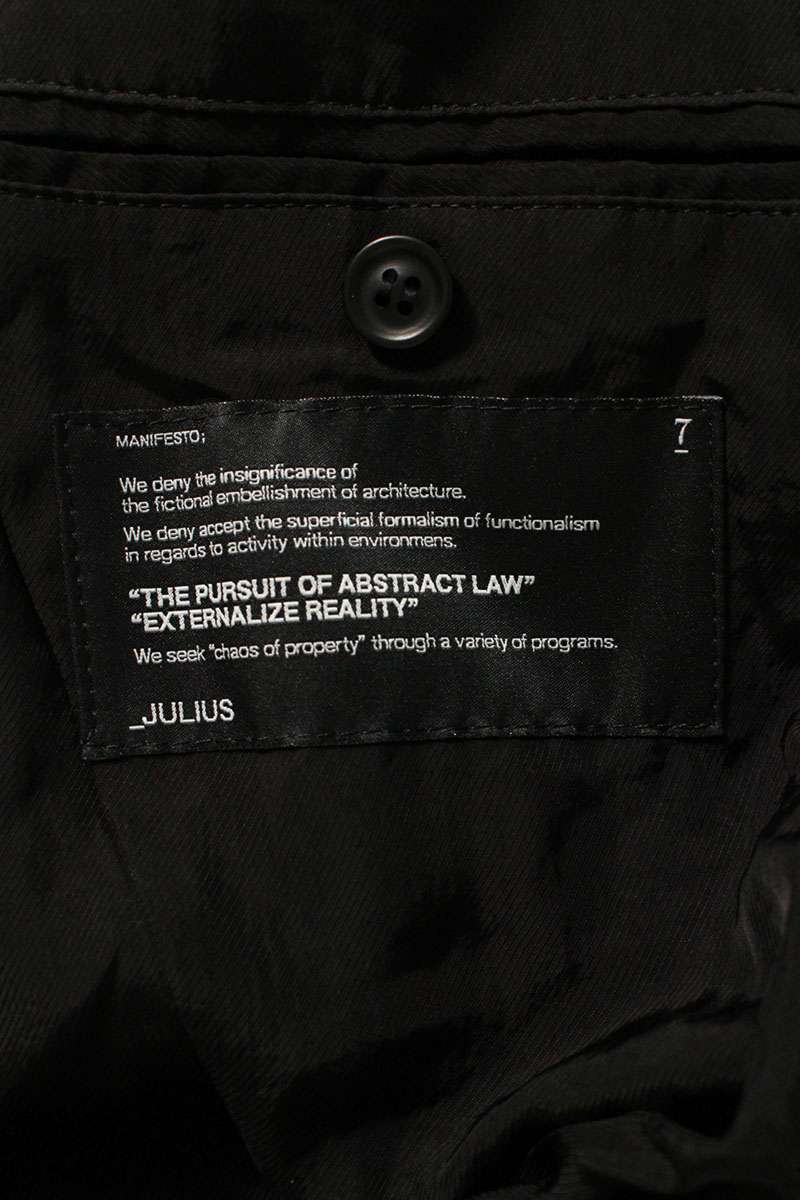 MANIFESTO;
7
We deny the insignificance of
the fictional embellishment of architecture.
We deny accept the superficial formalism of functionalism
in regards to activity within environmens.
“THE PURSUIT OF ABSTRACT LAW”
“EXTERNALIZE REALITY”
We seek "chaos of property" through a variety of programs.
_JULIUS